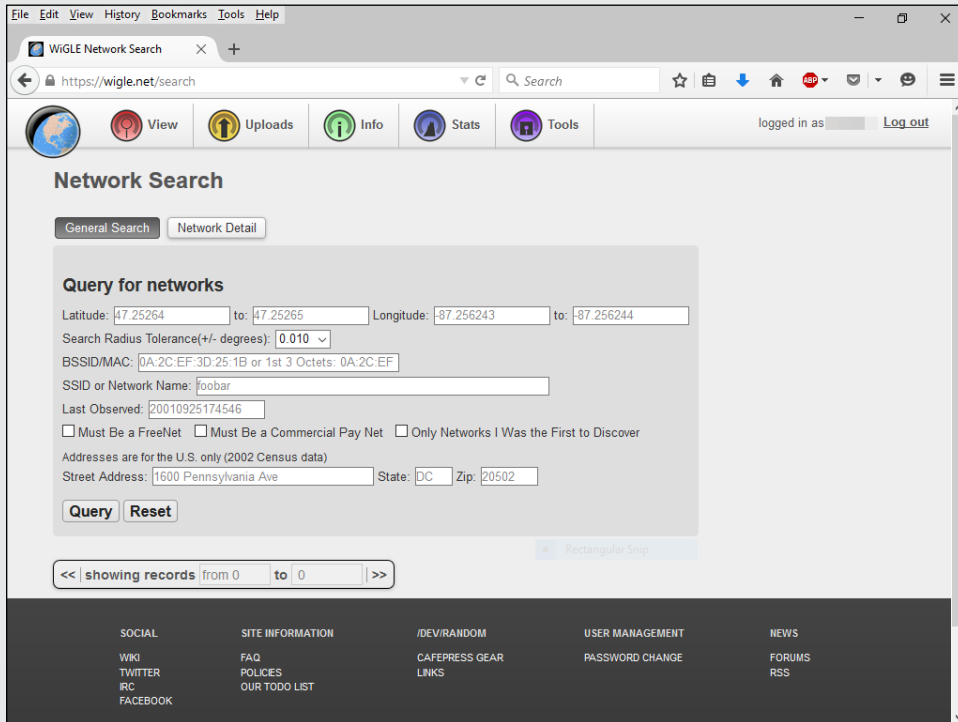 File Edit View History Bookmarks Tools Help
WiGLE Network Search
https://wigle.net/search
Search
ABP
View
Uploads
Info
Stats
Tools
logged in as
Log out
Network Search
General Search
Network Detail
Query for networks
Latitude: 47.25264 to: 47.25265 Longitude: -87.256243 to: -87.256244
Search Radius Tolerance(+/- degrees): 0.010
BSSID/MAC: 0A:2C:EF:3D:25:1B or 1st 3 Octets: 0A:2C:EF
SSID or Network Name: foobar
Last Observed: 20010925174546
Must Be a FreeNet Must Be a Commercial Pay Net Only Networks I Was the First to Discover
Addresses are for the U.S. only (2002 Census data)
Street Address: 1600 Pennsylvania Ave State: DC Zip: 20502
Query Reset
Rectangular Snip
<< showing records from 0 to 0 >>
SOCIAL
WIKI
TWITTER
IRC
FACEBOOK
SITE INFORMATION
FAQ
POLICIES
OUR TODO LIST
/DEV/RANDOM
CAFEPRESS GEAR
LINKS
USER MANAGEMENT
PASSWORD CHANGE
NEWS
FORUMS
RSS